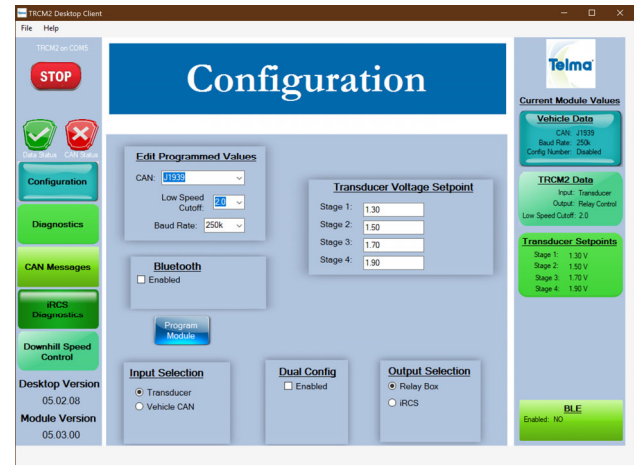 TRCM2 Desktop Client
File Help
TRCM2 on COM5
STOP
Configuration
Telma
Current Module Values
Data Status CAN Status
Vehicle Data
CAN: J1939
Baud Rate: 250k
Config Number: Disabled
Configuration
Edit Programmed Values
CAN: J1939
Low Speed
Cutoff: 2.0
Baud Rate: 250k
Transducer Voltage Setpoint
Stage 1: 1.30
Stage 2: 1.50
Stage 3: 1.70
Stage 4: 1.90
TRCM2 Data
Input: Transducer
Output: Relay Control
Low Speed Cutoff: 2.0
Diagnostics
Transducer Setpoints
Stage 1: 1.30 V
Stage 2: 1.50 V
Stage 3: 1.70 V
Stage 4: 1.90 V
CAN Messages
Bluetooth
Enabled
iRCS
Diagnostics
Program
Module
Downhill Speed
Control
Input Selection
Transducer
Vehicle CAN
Dual Config
Enabled
Output Selection
Relay Box
iRCS
Desktop Version
05.02.08
Module Version
05.03.00
BLE
Enabled: NO